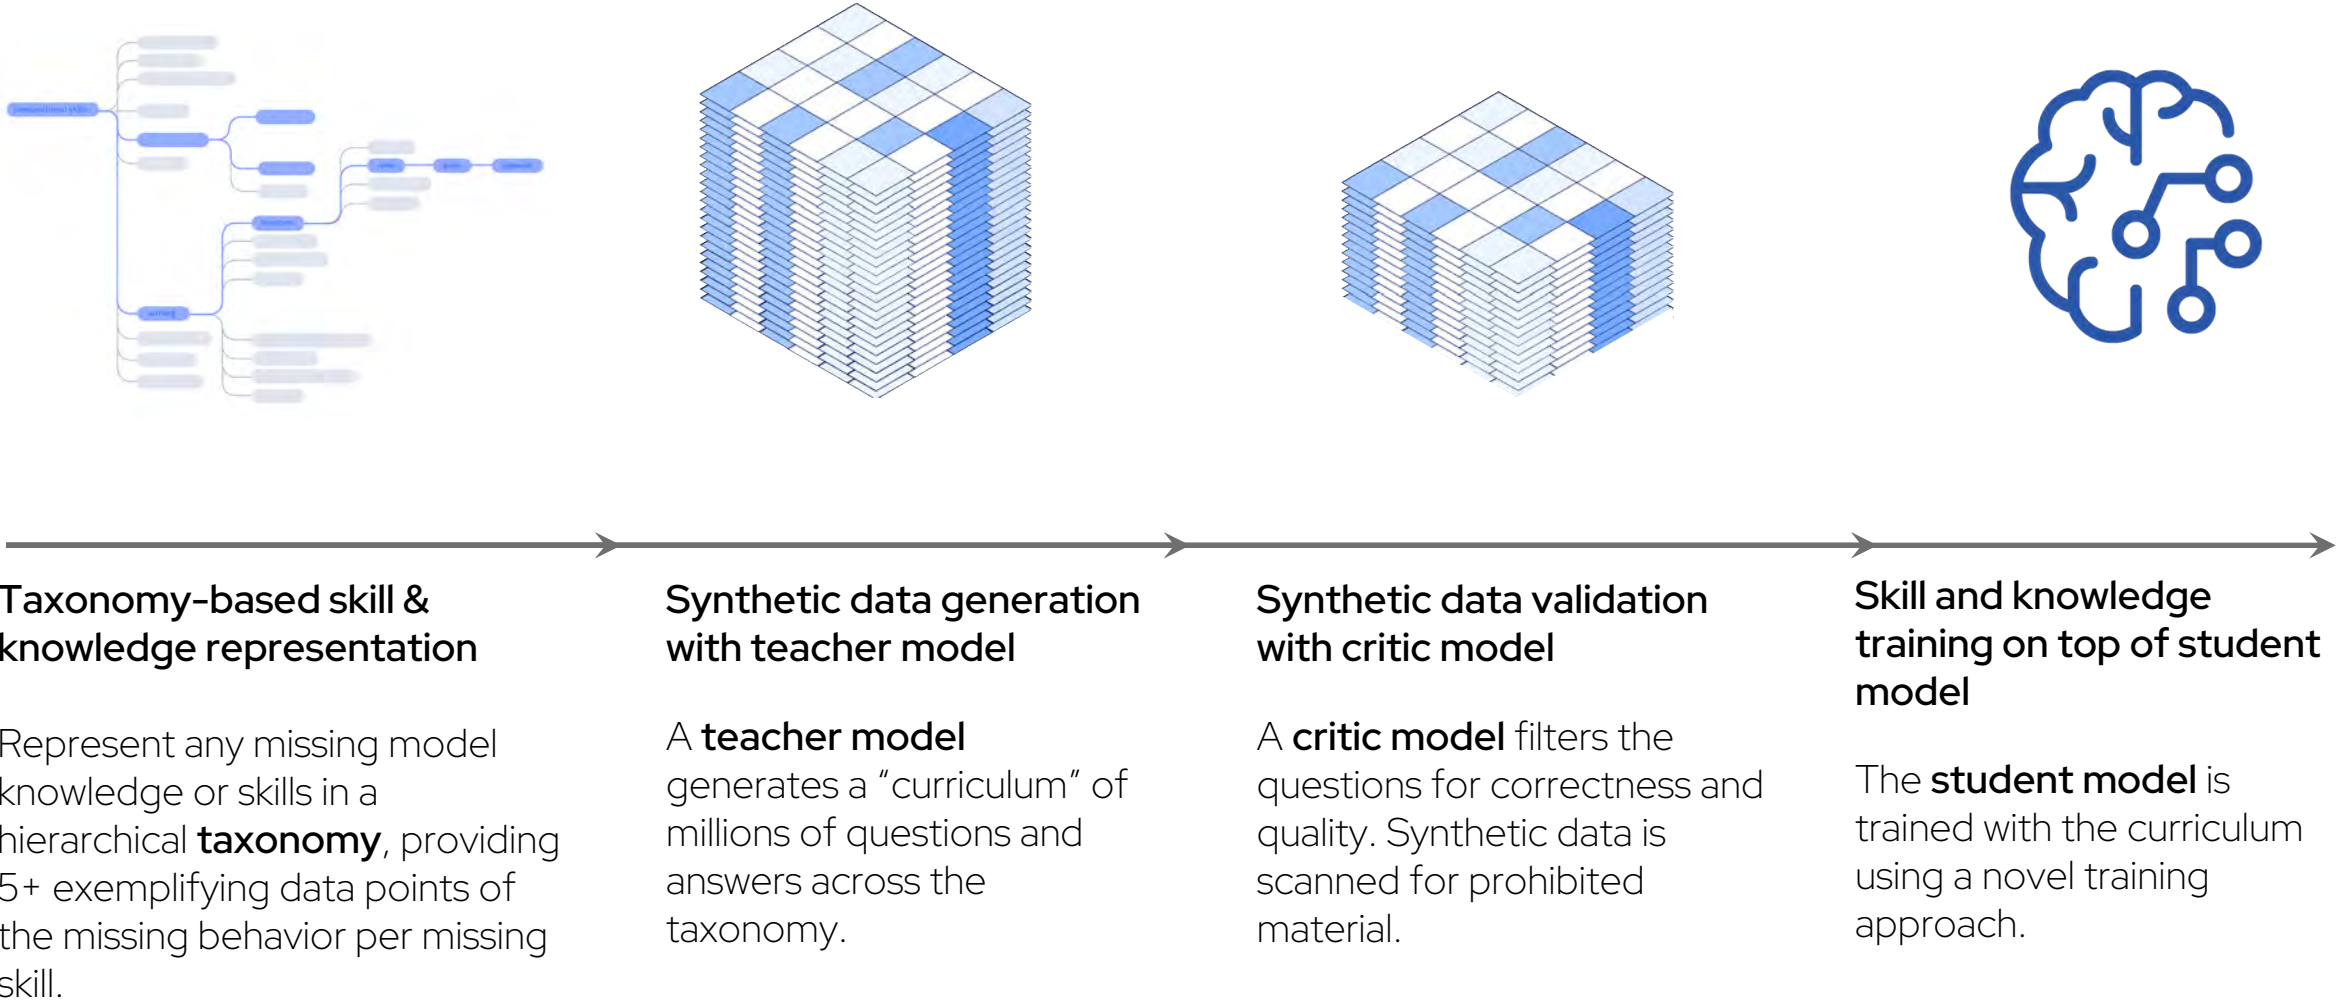 Taxonomy-based skill &
knowledge representation
Represent any missing model
knowledge or skills in a
hierarchical taxonomy, providing
5+ exemplifying data points of
the missing behavior per missing
skill.
Synthetic data generation
with teacher model
A teacher model
generates a “curriculum” of
millions of questions and
answers across the
taxonomy.
Synthetic data validation
with critic model
A critic model filters the
questions for correctness and
quality. Synthetic data is
scanned for prohibited
material.
Skill and knowledge
training on top of student
model
The student model is
trained with the curriculum
using a novel training
approach.